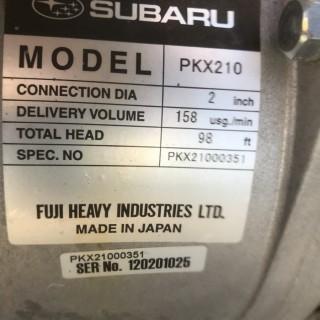 SUBARU
MODEL PKX210
CONNECTION DIA 2 inch
DELIVERY VOLUME 158 usg./min
TOTAL HEAD 98 ft
SPEC. NO PKX21000351
FUJI HEAVY INDUSTRIES LTD.
MADE IN JAPAN
PKX21000351
SER No. 120201025